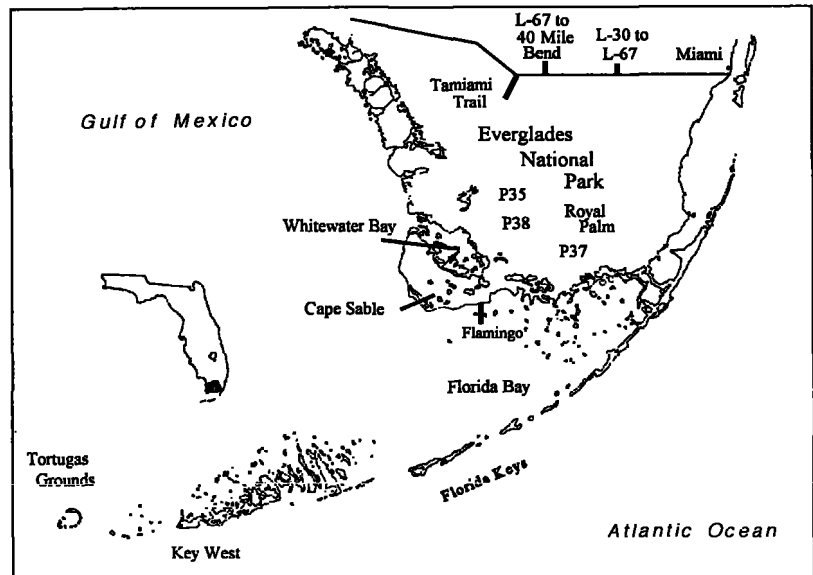 L-67 to
40 Mile
Bend
L-30 to
L-67
Miami
Tamiami
Trail
Gulf of Mexico
Everglades
National
Park
P35
Royal
Palm
P38
Whitewater Bay
P37
Cape Sable
Flamingo
Florida Bay
Tortugas
Grounds
Florida Keys
Key West
Atlantic Ocean